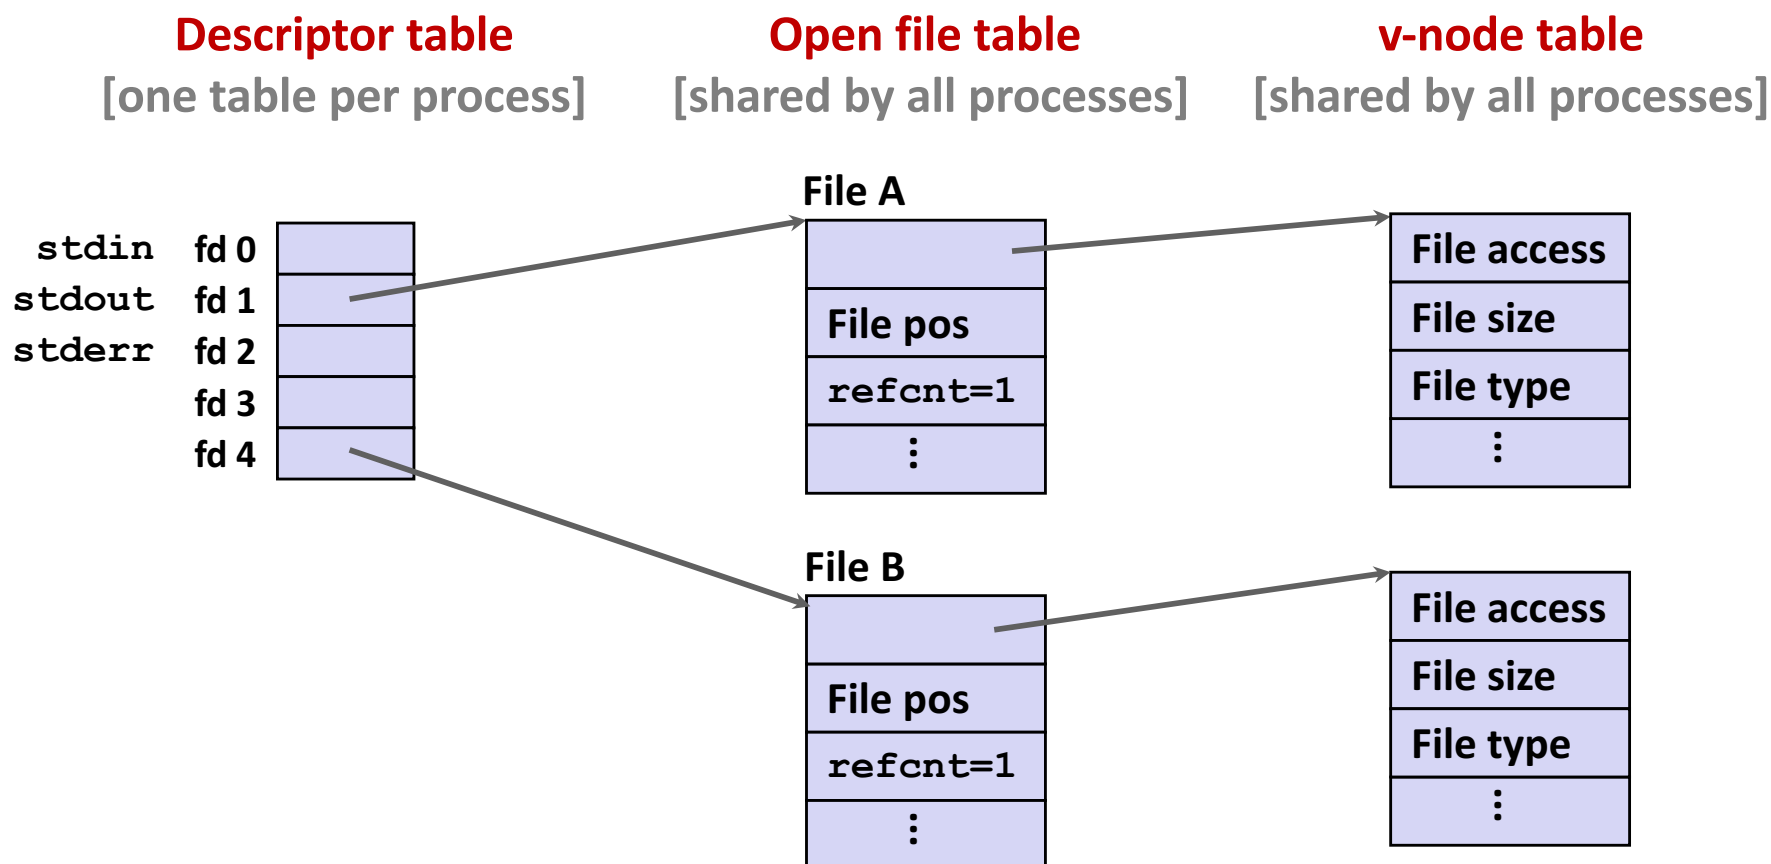 Descriptor table
[one table per process]
Open file table
[shared by all processes]
v-node table
[shared by all processes]
stdin fd 0
stdout fd 1
stderr fd 2
fd 3
fd 4
File A
File pos
refcnt=1
⋮
File access
File size
File type
⋮
File B
File pos
refcnt=1
⋮
File access
File size
File type
⋮